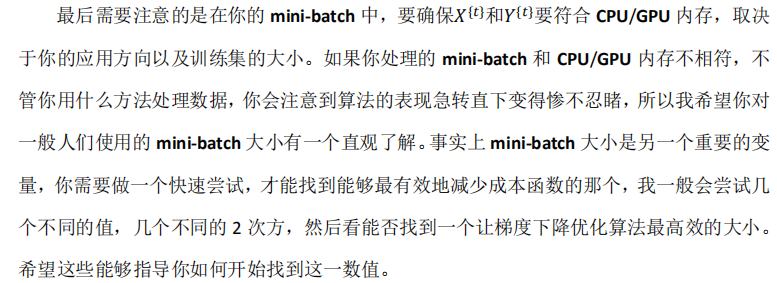 最后需要注意的是在你的 mini-batch 中，要确保X^{t}和Y^{t}要符合 CPU/GPU 内存，取决
于你的应用方向以及训练集的大小。如果你处理的 mini-batch 和 CPU/GPU 内存不相符，不
管你用什么方法处理数据，你会注意到算法的表现急转直下变得惨不忍睹，所以我希望你对
一般人们使用的 mini-batch 大小有一个直观了解。事实上 mini-batch 大小是另一个重要的变
量，你需要做一个快速尝试，才能找到能够最有效地减少成本函数的那个，我一般会尝试几
个不同的值，几个不同的 2 次方，然后看能否找到一个让梯度下降优化算法最高效的大小。
希望这些能够指导你如何开始找到这一数值。